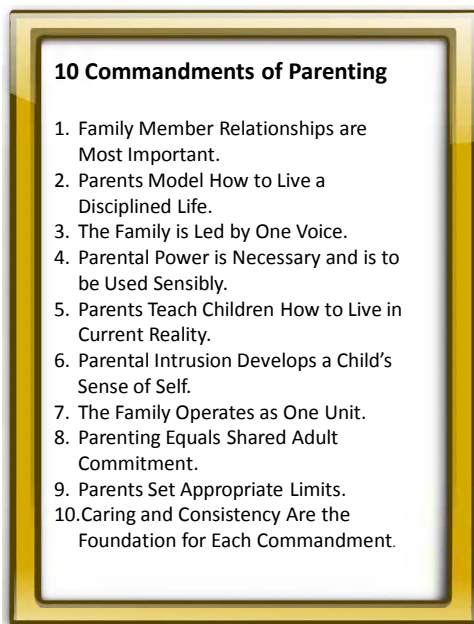 10 Commandments of Parenting
1. Family Member Relationships are
Most Important.
2. Parents Model How to Live a
Disciplined Life.
3. The Family is Led by One Voice.
4. Parental Power is Necessary and is to
be Used Sensibly.
5. Parents Teach Children How to Live in
Current Reality.
6. Parental Intrusion Develops a Child's
Sense of Self.
7. The Family Operates as One Unit.
8. Parenting Equals Shared Adult
Commitment.
9. Parents Set Appropriate Limits.
10.Caring and Consistency Are the
Foundation for Each Commandment.